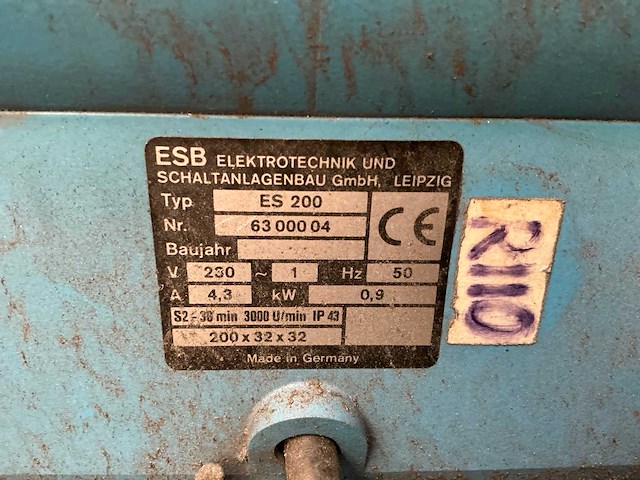 ESB ELEKTROTECHNIK UND
SCHALTANLAGENBAU GmbH, LEIPZIG
Typ ES 200
Nr. 63 000 04
CE
Baujahr
V 230 ~ 1 Hz 50
A 4,3 kW 0,9
S2 - 30 min 3000 U/min IP 43
200 x 32 x 32
Made in Germany
R110